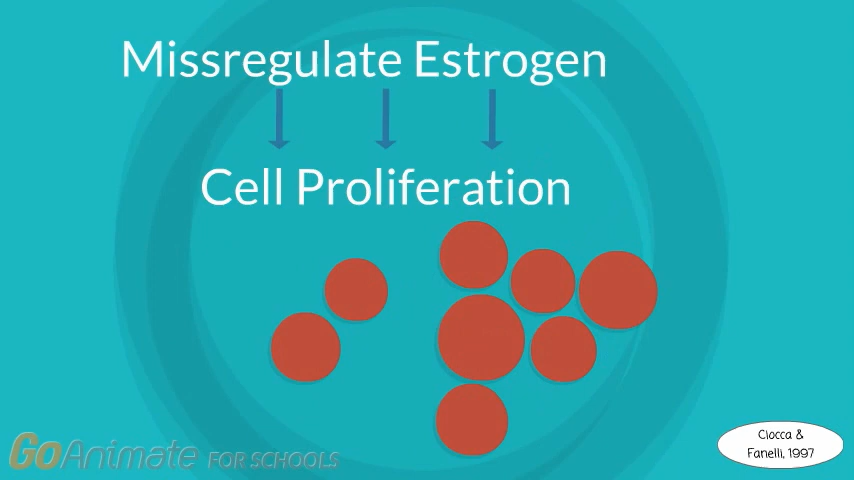 Missregulate Estrogen
Cell Proliferation
GoAnimate FOR SCHOOLS
Ciocca &
Fanelli, 1997